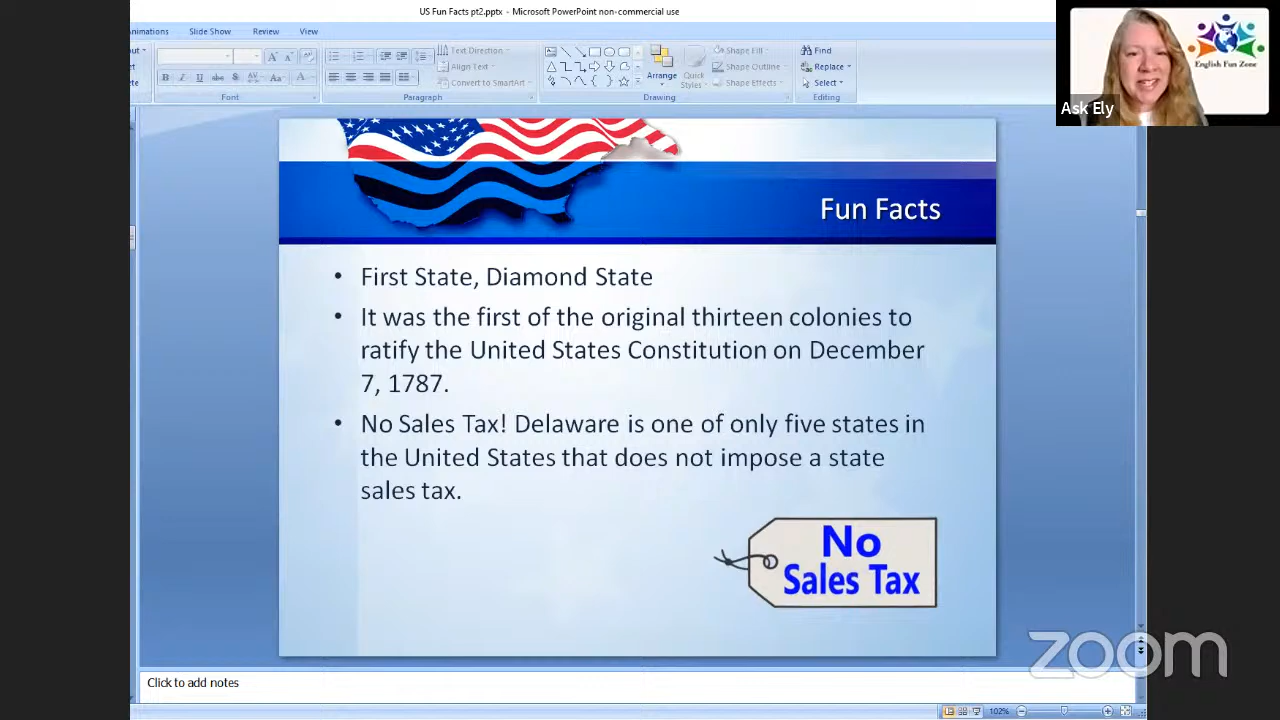 US Fun Facts pt2.pptx - Microsoft PowerPoint non-commercial use
nimations Slide Show Review View
Text Direction
Align Text
Convert to SmartArt
Arrange
Quick
Styles
Shape Fill
Shape Outline
Shape Effects
Find
Replace
Select
Font Paragraph Drawing Editing
English Fun Zone
Ask Ely
Fun Facts
• First State, Diamond State
• It was the first of the original thirteen colonies to
ratify the United States Constitution on December
7, 1787.
• No Sales Tax! Delaware is one of only five states in
the United States that does not impose a state
sales tax.
No
Sales Tax
zoom
Click to add notes
102%